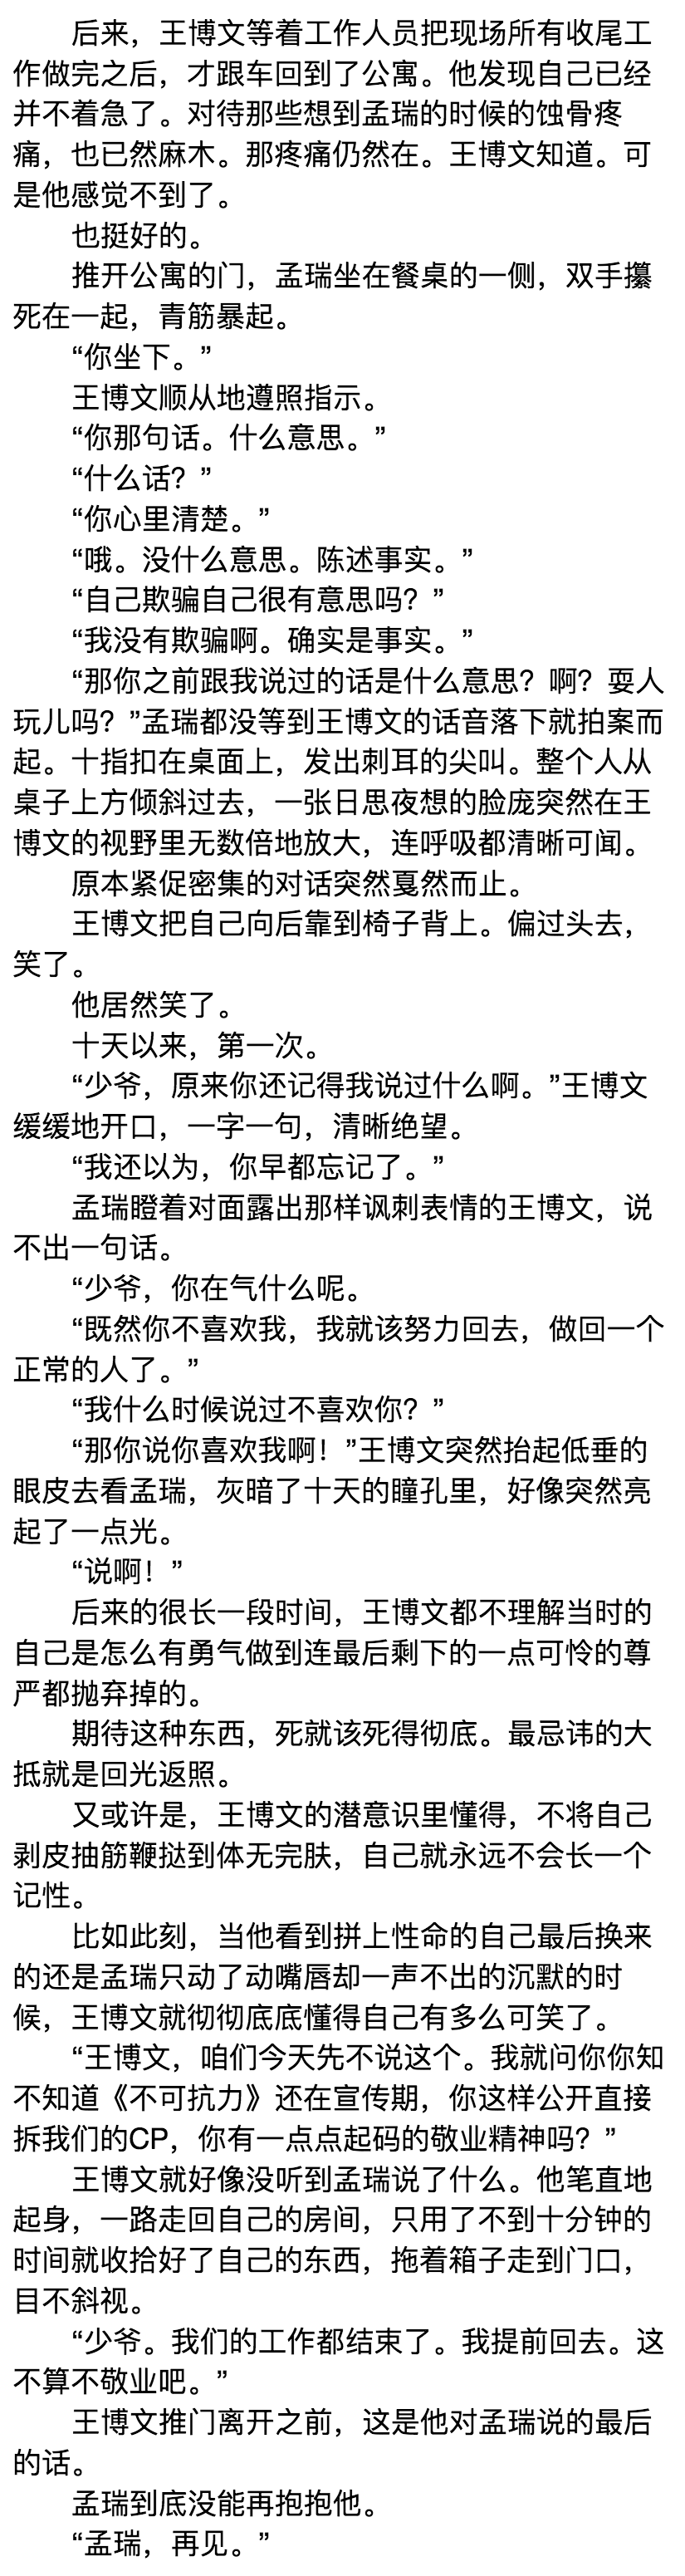 后来，王博文等着工作人员把现场所有收尾工
作做完之后，才跟车回到了公寓。他发现自己已经
并不着急了。对待那些想到孟瑞的时候的蚀骨疼
痛，也已然麻木。那疼痛仍然在。王博文知道。可
是他感觉不到了。
也挺好的。
推开公寓的门，孟瑞坐在餐桌的一侧，双手攥
死在一起，青筋暴起。
“你坐下。”
王博文顺从地遵照指示。
“你那句话。什么意思。”
“什么话？”
“你心里清楚。”
“哦。没什么意思。陈述事实。”
“自己欺骗自己很有意思吗？”
“我没有欺骗啊。确实是事实。”
“那你之前跟我说过的话是什么意思？啊？耍人
玩儿吗？”孟瑞都没等到王博文的话音落下就拍案而
起。十指扣在桌面上，发出刺耳的尖叫。整个人从
桌子上方倾斜过去，一张日思夜想的脸庞突然在王
博文的视野里无数倍地放大，连呼吸都清晰可闻。
原本紧促密集的对话突然戛然而止。
王博文把自己向后靠到椅子背上。偏过头去，
笑了。
他居然笑了。
十天以来，第一次。
“少爷，原来你还记得我说过什么啊。”王博文
缓缓地开口，一字一句，清晰绝望。
“我还以为，你早都忘记了。”
孟瑞瞪着对面露出那样讽刺表情的王博文，说
不出一句话。
“少爷，你在气什么呢。
“既然你不喜欢我，我就该努力回去，做回一个
正常的人了。”
“我什么时候说过不喜欢你？”
“那你说你喜欢我啊！”王博文突然抬起低垂的
眼皮去看孟瑞，灰暗了十天的瞳孔里，好像突然亮
起了一点光。
“说啊！”
后来的很长一段时间，王博文都不理解当时的
自己是怎么有勇气做到连最后剩下的一点可怜的尊
严都抛弃掉的。
期待这种东西，死就该死得彻底。最忌讳的大
抵就是回光返照。
又或许是，王博文的潜意识里懂得，不将自己
剥皮抽筋鞭挞到体无完肤，自己就永远不会长一个
记性。
比如此刻，当他看到拼上性命的自己最后换来
的还是孟瑞只动了动嘴唇却一声不出的沉默的时
候，王博文就彻彻底底懂得自己有多么可笑了。
“王博文，咱们今天先不说这个。我就问你你知
不知道《不可抗力》还在宣传期，你这样公开直接
拆我们的CP，你有一点点起码的敬业精神吗？”
王博文就好像没听到孟瑞说了什么。他笔直地
起身，一路走回自己的房间，只用了不到十分钟的
时间就收拾好了自己的东西，拖着箱子走到门口，
目不斜视。
“少爷。我们的工作都结束了。我提前回去。这
不算不敬业吧。”
王博文推门离开之前，这是他对孟瑞说的最后
的话。
孟瑞到底没能再抱抱他。
“孟瑞，再见。”